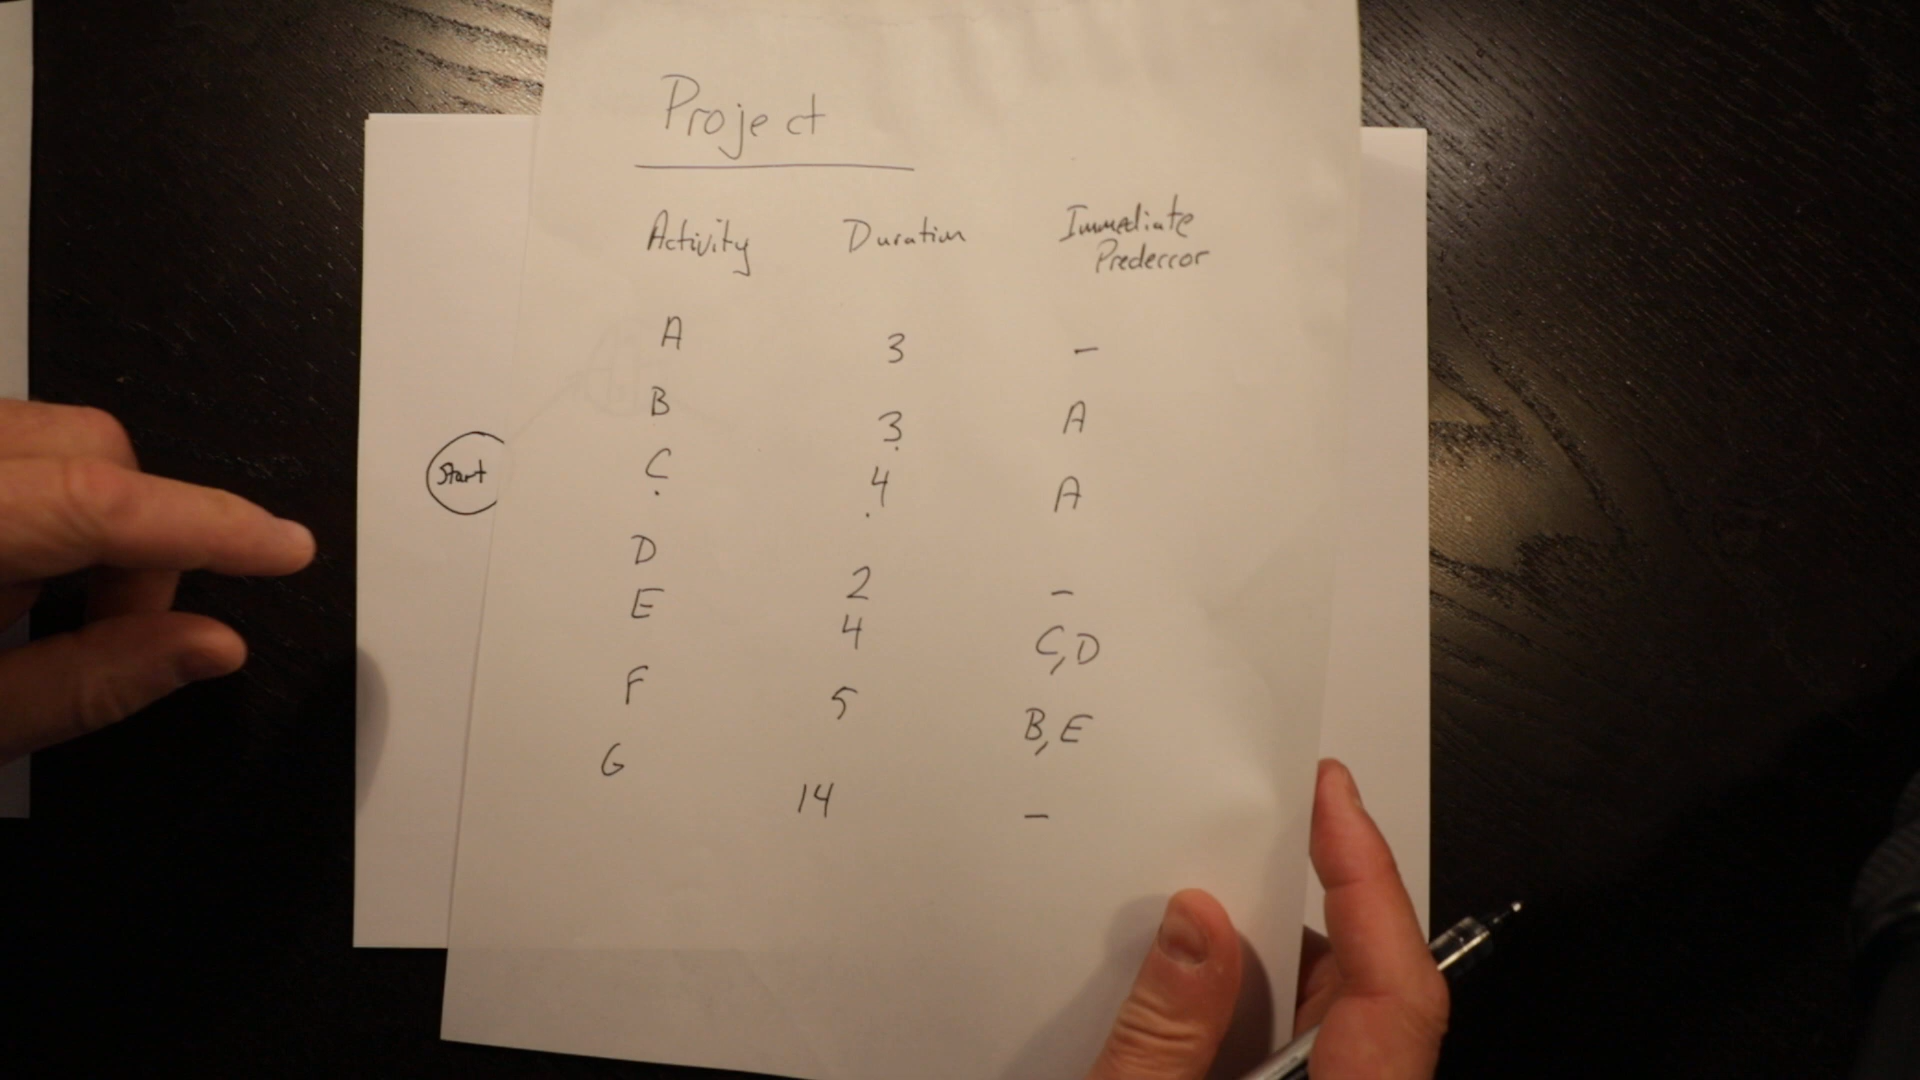 Project
Activity Duration Immediate
Predeccor
A 3 -
B 3 A
C 4 A
D 2 -
E 4 C,D
F 5 B,E
G 14 -
Start